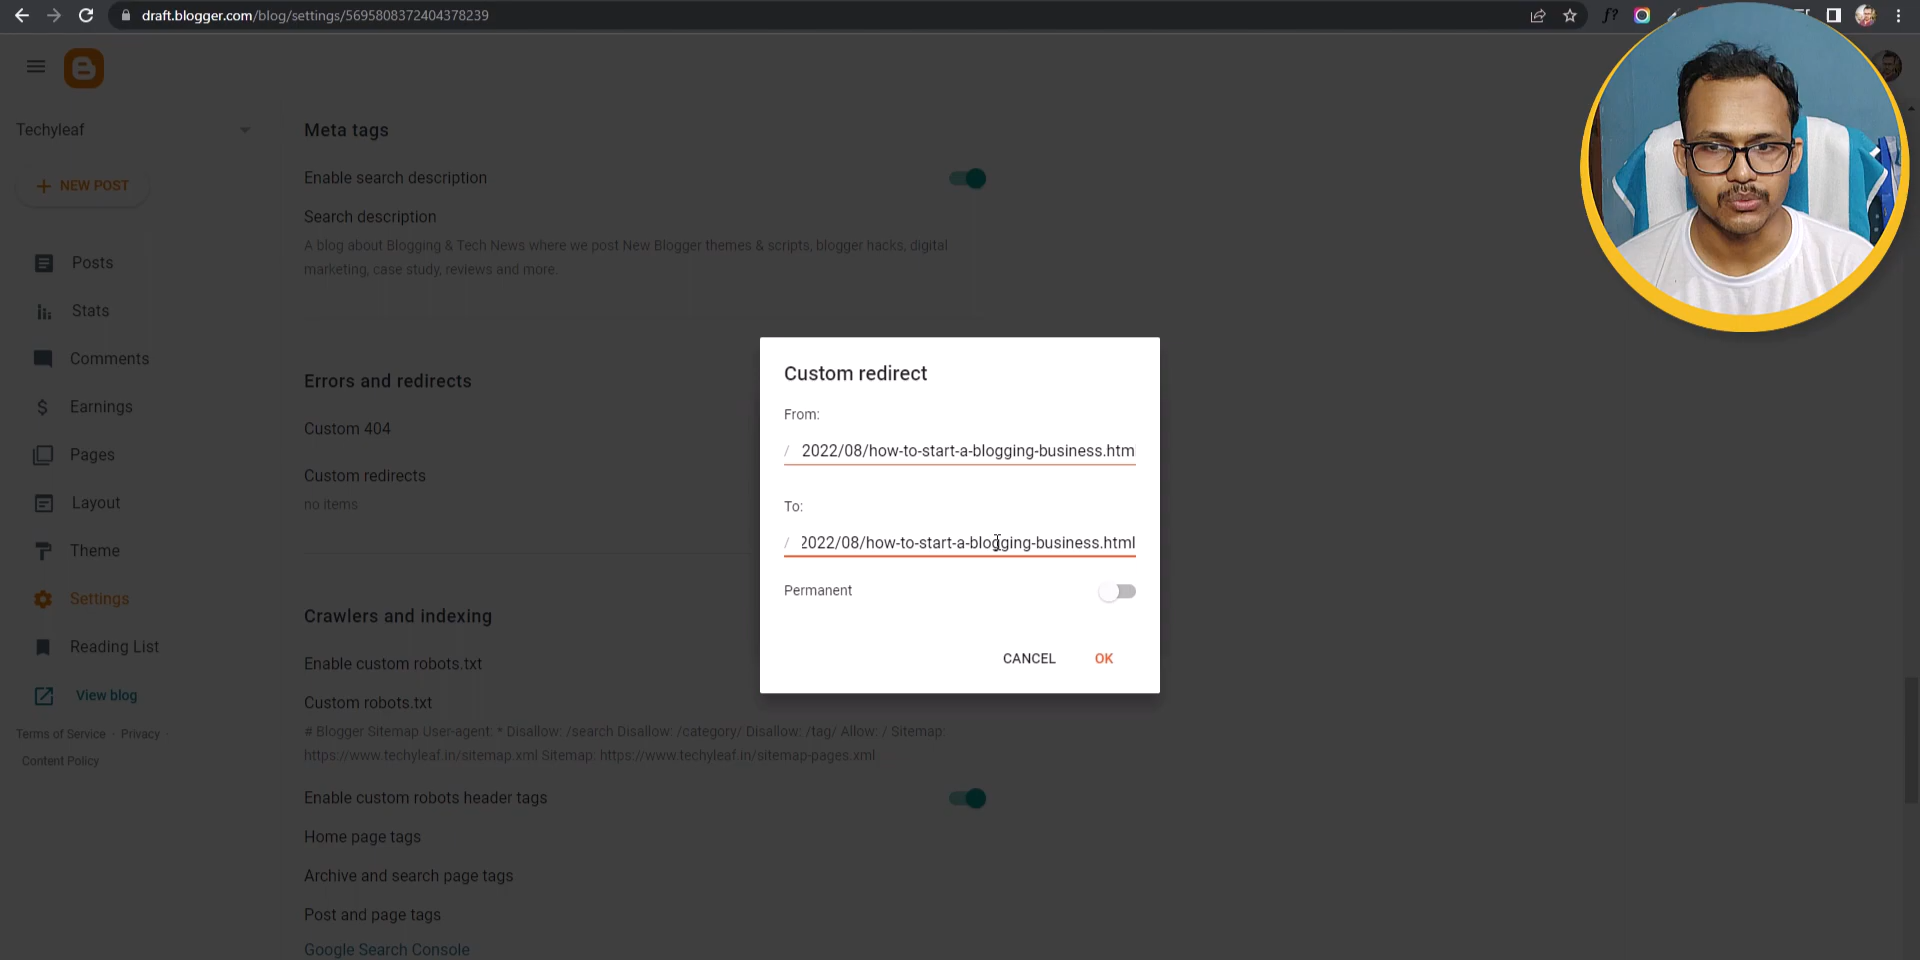 draft.blogger.com/blog/settings/5695808372404378239
f?
Techyleaf
NEW POST
Posts
Stats
Comments
Earnings
Pages
Layout
Theme
Settings
Reading List
View blog
Terms of Service · Privacy ·
Content Policy
Meta tags
Enable search description
Search description
A blog about Blogging & Tech News where we post New Blogger themes & scripts, blogger hacks, digital
marketing, case study, reviews and more.
Errors and redirects
Custom 404
Custom redirects
no items
Crawlers and indexing
Enable custom robots.txt
Custom robots.txt
# Blogger Sitemap User-agent: * Disallow: /search Disallow: /category/ Disallow: /tag/ Allow: / Sitemap:
https://www.techyleaf.in/sitemap.xml Sitemap: https://www.techyleaf.in/sitemap-pages.xml
Enable custom robots header tags
Home page tags
Archive and search page tags
Post and page tags
Google Search Console
Custom redirect
From:
/ 2022/08/how-to-start-a-blogging-business.htm
To:
/ 2022/08/how-to-start-a-blogging-business.html
Permanent
CANCEL OK